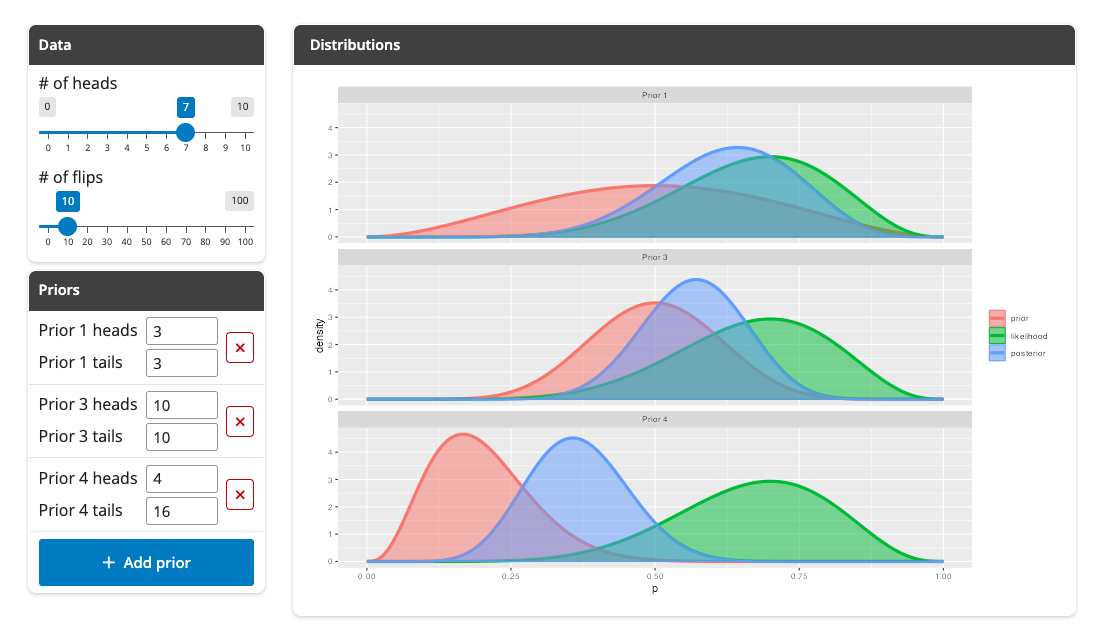 Data
# of heads
0 7 10
0 1 2 3 4 5 6 7 8 9 10
# of flips
10 100
0 10 20 30 40 50 60 70 80 90 100
Priors
Prior 1 heads 3
Prior 1 tails 3
Prior 3 heads 10
Prior 3 tails 10
Prior 4 heads 4
Prior 4 tails 16
+ Add prior
Distributions
Prior 1
4
3
2
1
0
Prior 3
4
3
2
1
0
Prior 4
4
3
2
1
0
density
0.00 0.25 0.50 0.75 1.00
p
prior
likelihood
posterior